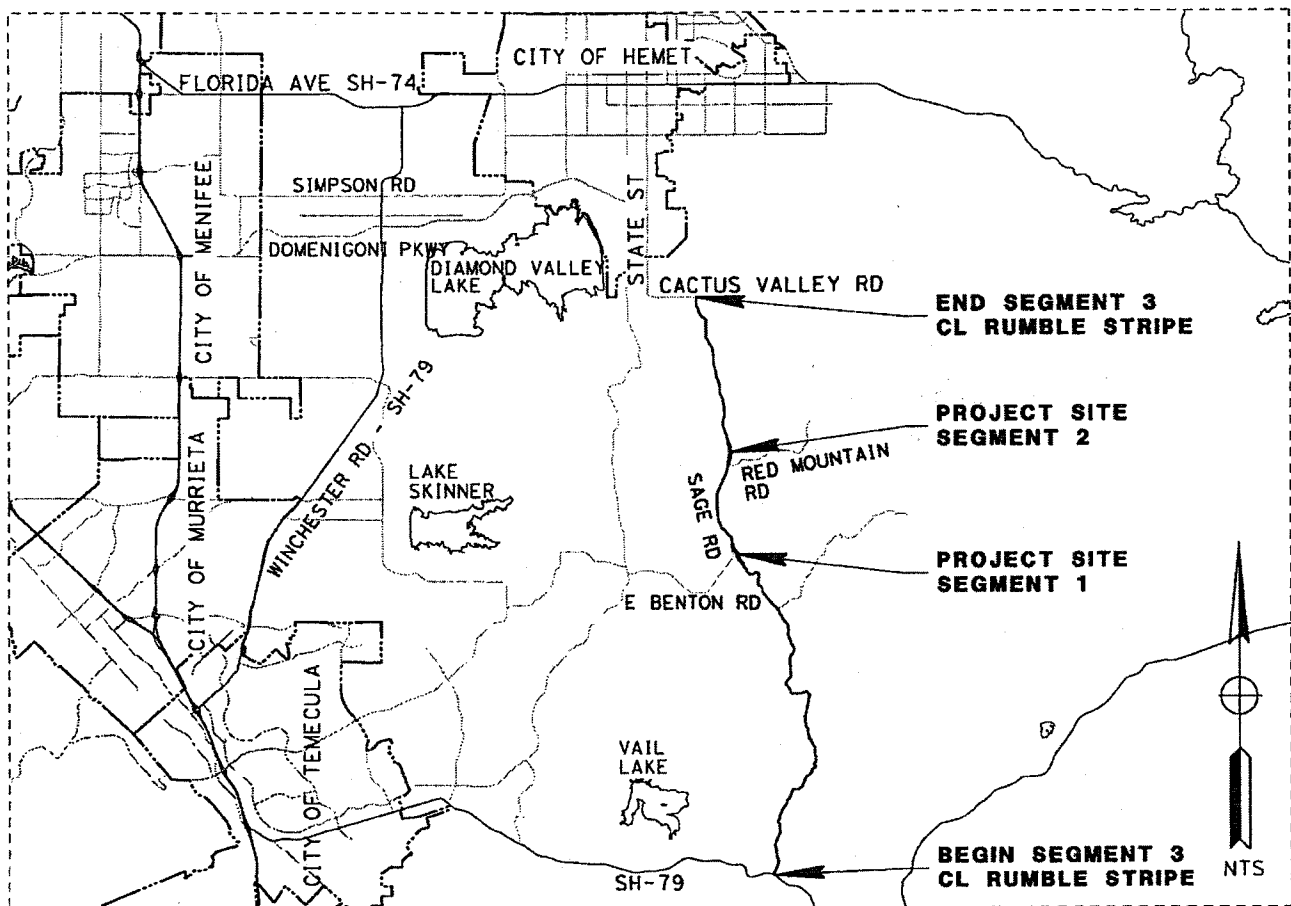 CITY OF HEMET
FLORIDA AVE SH-74
CITY OF MENIFEE
SIMPSON RD
DOMENIGONI PKWY
DIAMOND VALLEY
LAKE
STATE ST
CACTUS VALLEY RD
END SEGMENT 3
CL RUMBLE STRIPE
PROJECT SITE
SEGMENT 2
RED MOUNTAIN
RD
WINCHESTER RD - SH-79
LAKE
SKINNER
SAGE RD
CITY OF MURRIETA
PROJECT SITE
SEGMENT 1
E BENTON RD
CITY OF TEMECULA
VAIL
LAKE
BEGIN SEGMENT 3
CL RUMBLE STRIPE
SH-79
NTS